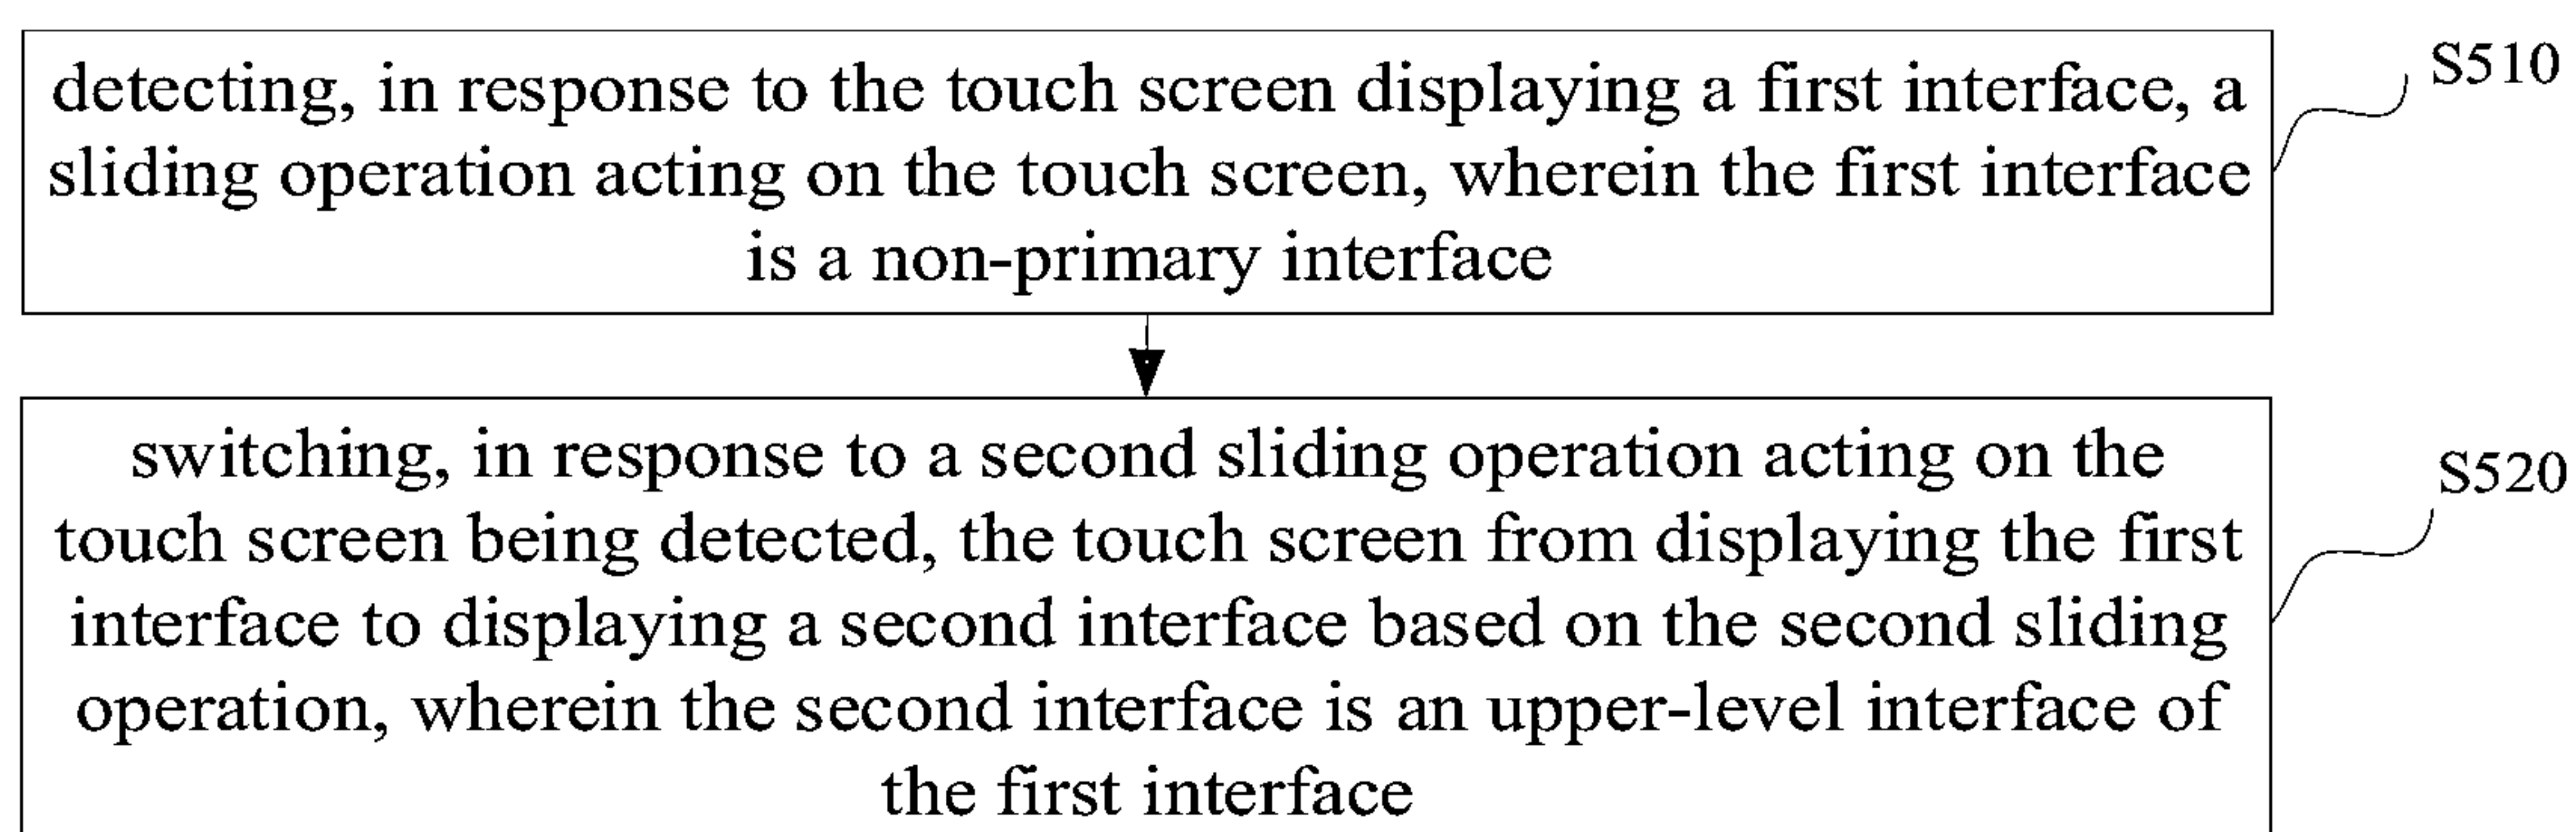 detecting, in response to the touch screen displaying a first interface, a
sliding operation acting on the touch screen, wherein the first interface
is a non-primary interface
S510
switching, in response to a second sliding operation acting on the
touch screen being detected, the touch screen from displaying the first
interface to displaying a second interface based on the second sliding
operation, wherein the second interface is an upper-level interface of
the first interface
S520